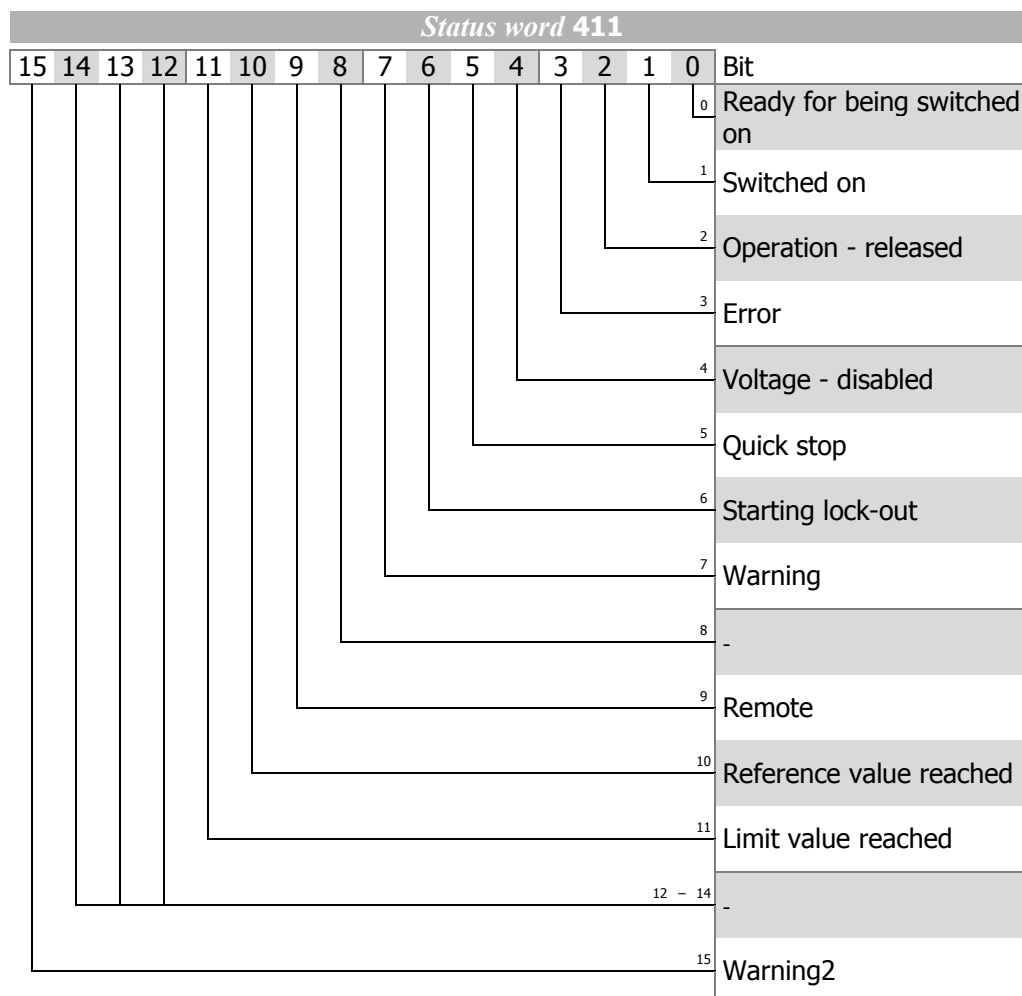 Status word 411
15 14 13 12 11 10 9 8 7 6 5 4 3 2 1 0 Bit
0 Ready for being switched
on
1 Switched on
2 Operation - released
3 Error
4 Voltage - disabled
5 Quick stop
6 Starting lock-out
7 Warning
8 -
9 Remote
10 Reference value reached
11 Limit value reached
12 – 14 -
15 Warning2